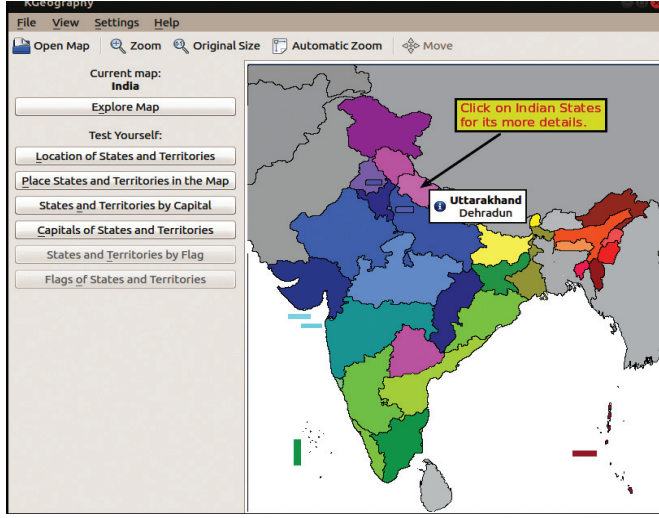 KGeography
File View Settings Help
Open Map Zoom Original Size Automatic Zoom Move
Current map:
India
Explore Map
Test Yourself:
Location of States and Territories
Place States and Territories in the Map
States and Territories by Capital
Capitals of States and Territories
States and Territories by Flag
Flags of States and Territories
Click on Indian States
for its more details.
Uttarakhand
Dehradun